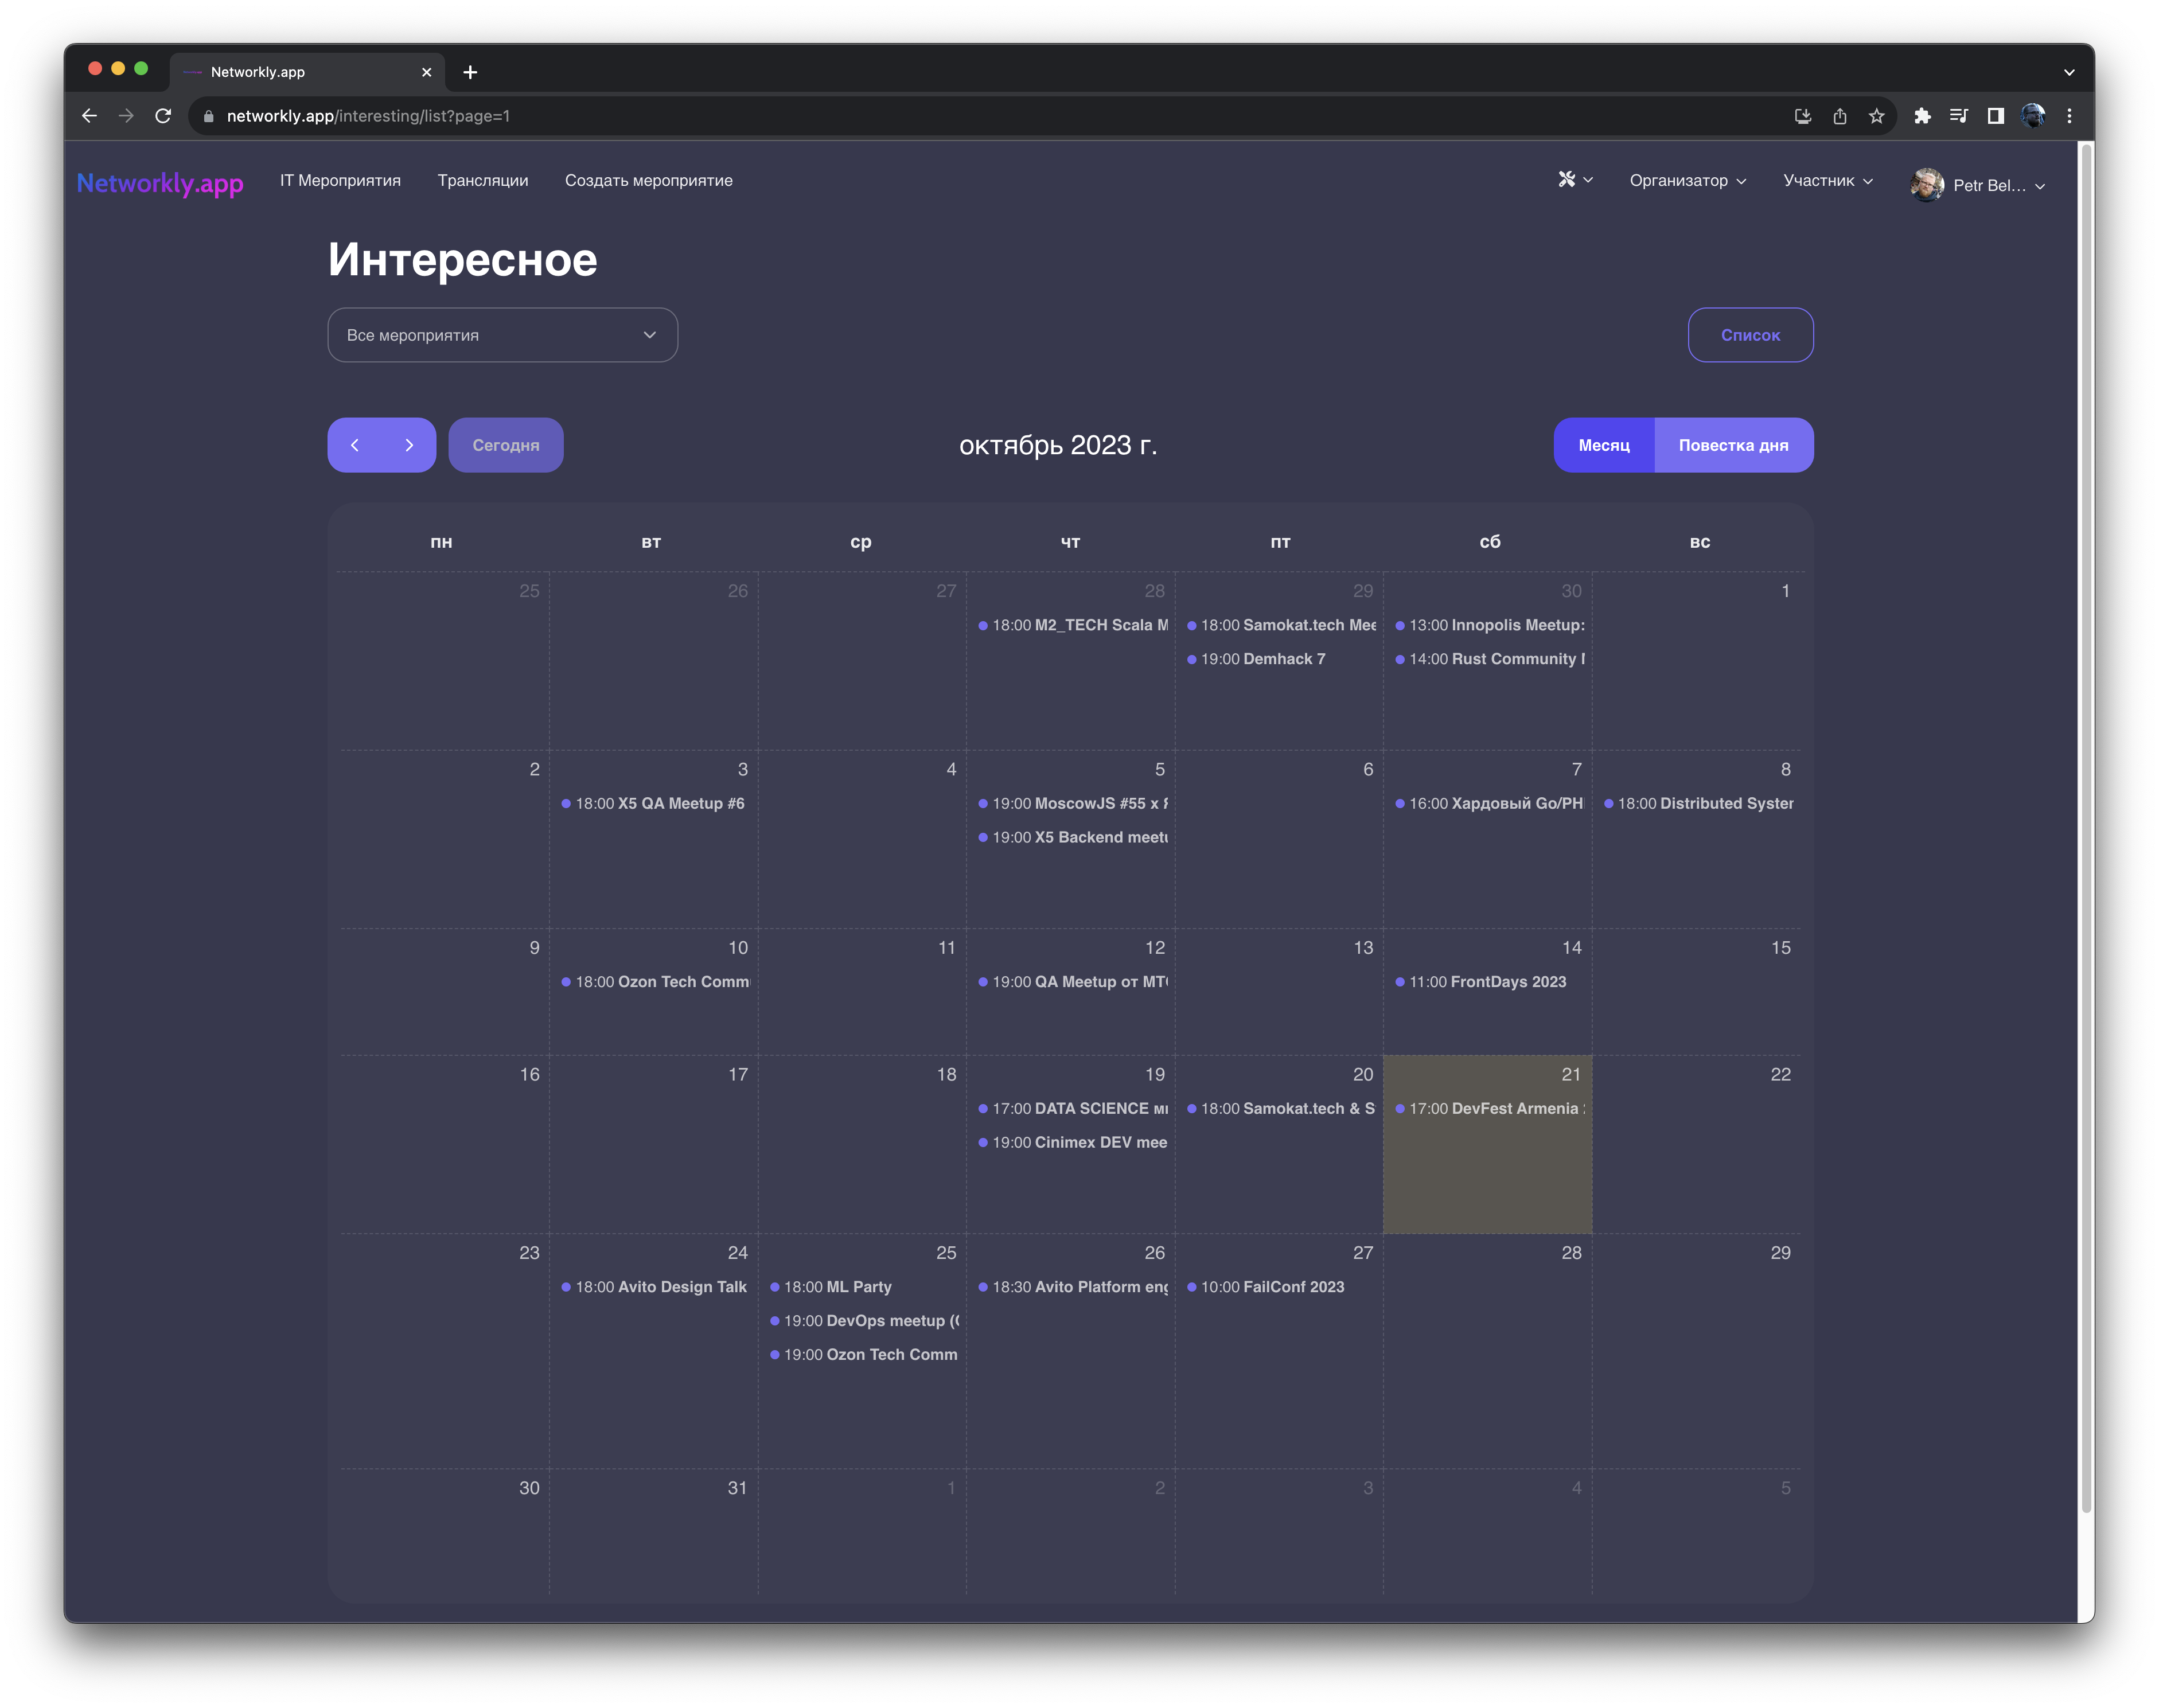 Networkly.app
networkly.app/interesting/list?page=1
Networkly.app IT Мероприятия Трансляции Создать мероприятие Организатор Участник Petr Bel...
Интересное
Все мероприятия Список
Сегодня октябрь 2023 г. Месяц Повестка дня
пн вт ср чт пт сб вс
25 26 27 28 29 30 1
18:00 M2_TECH Scala 18:00 Samokat.tech 13:00 Innopolis Meetup:
19:00 Demhack 7 14:00 Rust Community
2 3 4 5 6 7 8
18:00 X5 QA Meetup #6 19:00 MoscowJS #55 x 16:00 Хардовый Go/PH 18:00 Distributed
19:00 X5 Backend
9 10 11 12 13 14 15
18:00 Ozon Tech 19:00 QA Meetup от 11:00 FrontDays 2023
16 17 18 19 20 21 22
17:00 DATA SCIENCE 18:00 Samokat.tech & S 17:00 DevFest Armenia
19:00 Cinimex DEV mee
23 24 25 26 27 28 29
18:00 Avito Design Talk 18:00 ML Party 18:30 Avito Platform 10:00 FailConf 2023
19:00 DevOps meetup
19:00 Ozon Tech Comm
30 31 1 2 3 4 5